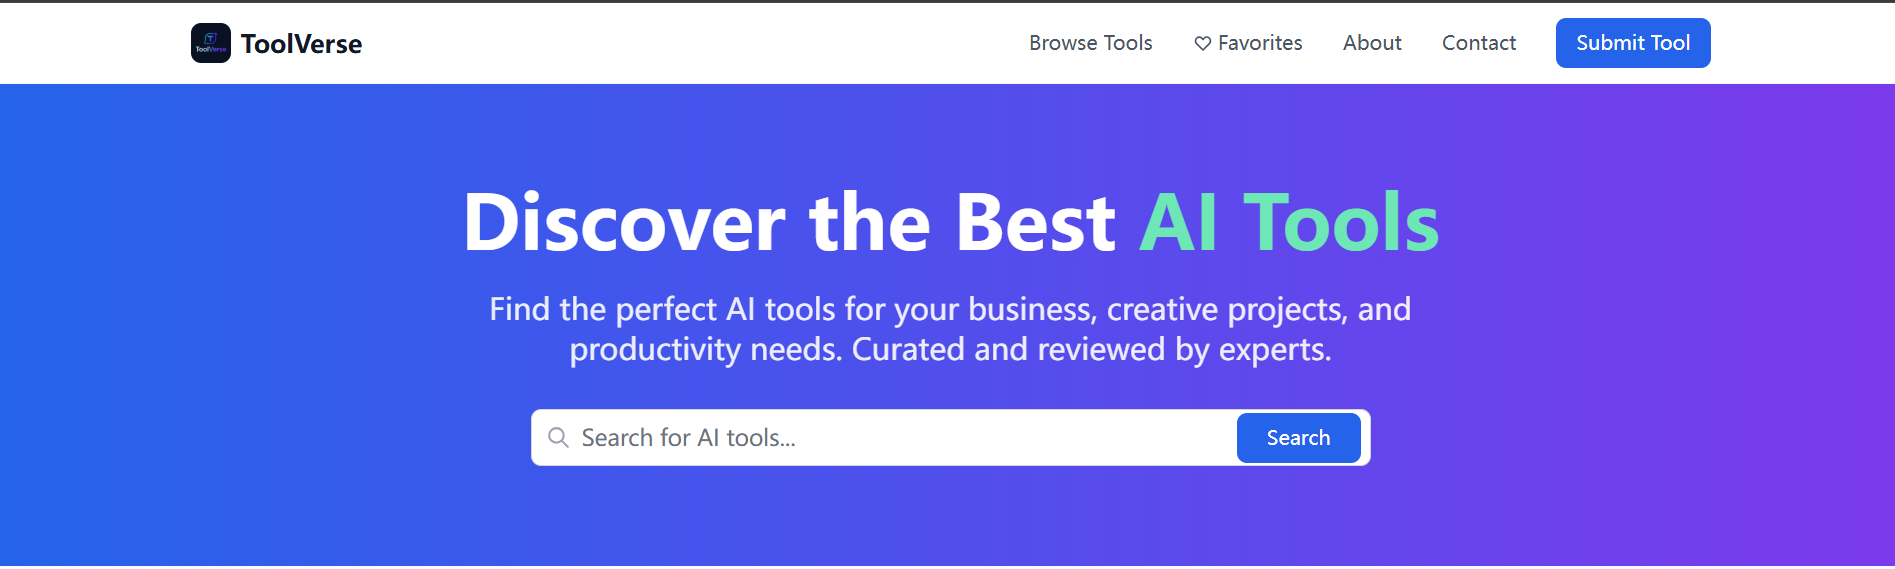 ToolVerse ToolVerse Browse Tools Favorites About Contact Submit Tool
Discover the Best AI Tools
Find the perfect AI tools for your business, creative projects, and
productivity needs. Curated and reviewed by experts.
Search for AI tools... Search